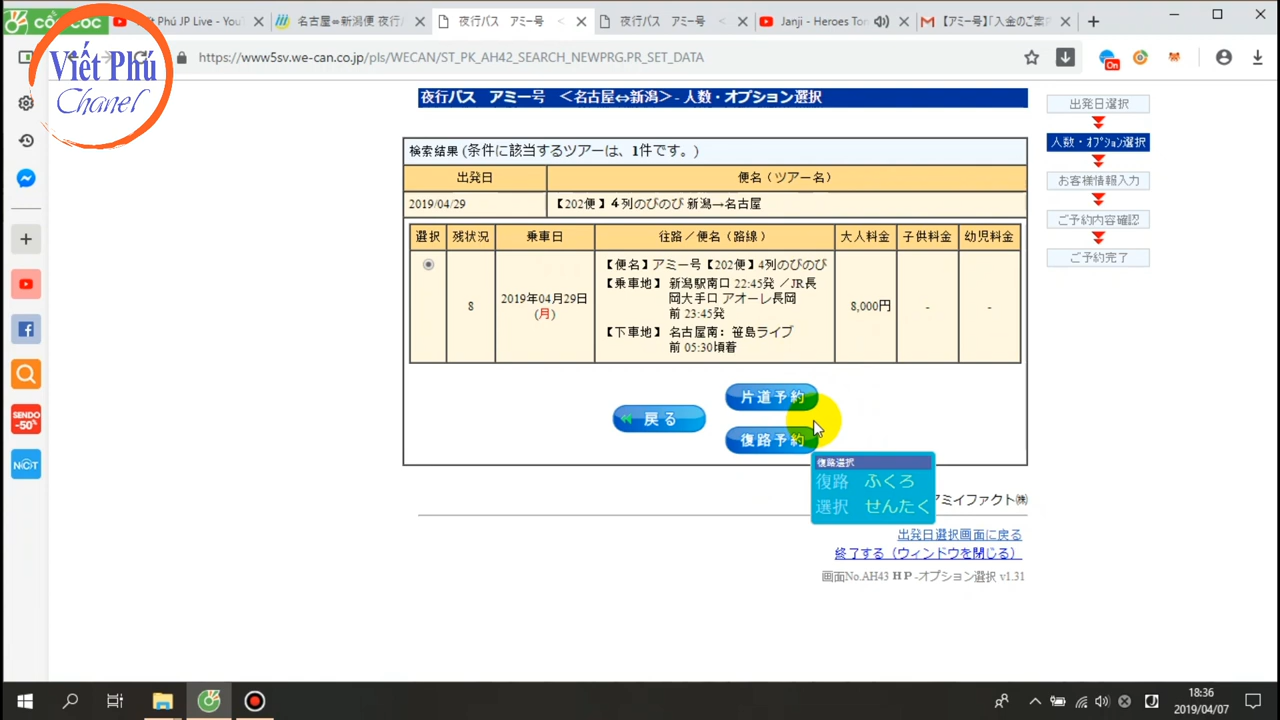 CỐC CỐC
ết Phú JP Live - You
名古屋⇔新潟便 夜行
夜行バス アミー号 <
夜行バス アミー号 <
Janji - Heroes Ton
【アミー号】「入金のご案内
https://www5sv.we-can.co.jp/pls/WECAN/ST_PK_AH42_SEARCH_NEWPRG.PR_SET_DATA
On
Việt Phú
Chanel
夜行バス アミー号 <名古屋⇔新潟> - 人数・オプション選択
検索結果 (条件に該当するツアーは、1件です。)
出発日 便名（ツアー名）
2019/04/29 【202便】４列のびのび 新潟→名古屋
選択 残状況 乗車日 往路／便名（路線） 大人料金 子供料金 幼児料金
8 2019年04月29日
(月)
【便名】アミー号【202便】4列のびのび
【乗車地】 新潟駅南口 22:45発 ／JR長
岡大手口 アオーレ長岡
前 23:45発
【下車地】 名古屋南：笹島ライブ
前 05:30頃着
8,000円 - -
片道予約
戻る
復路予約
復路選択
復路 ふくろ
選択 せんたく
アミイファクト㈱
出発日選択画面に戻る
終了する（ウィンドウを閉じる）
画面No.AH43 ＨＰ-オプション選択 v1.31
出発日選択
人数・オプション選択
お客様情報入力
ご予約内容確認
ご予約完了
SENDO
-50%
NICT
18:36
2019/04/07